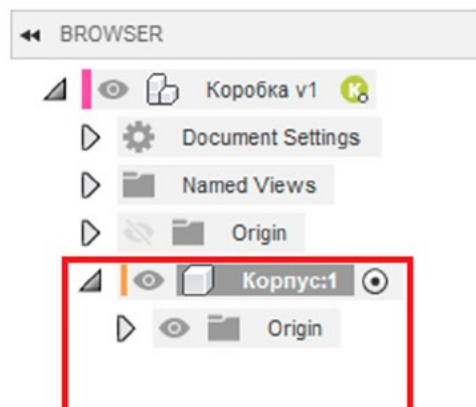 BROWSER
Коробка v1 K
Document Settings
Named Views
Origin
Корпус:1
Origin